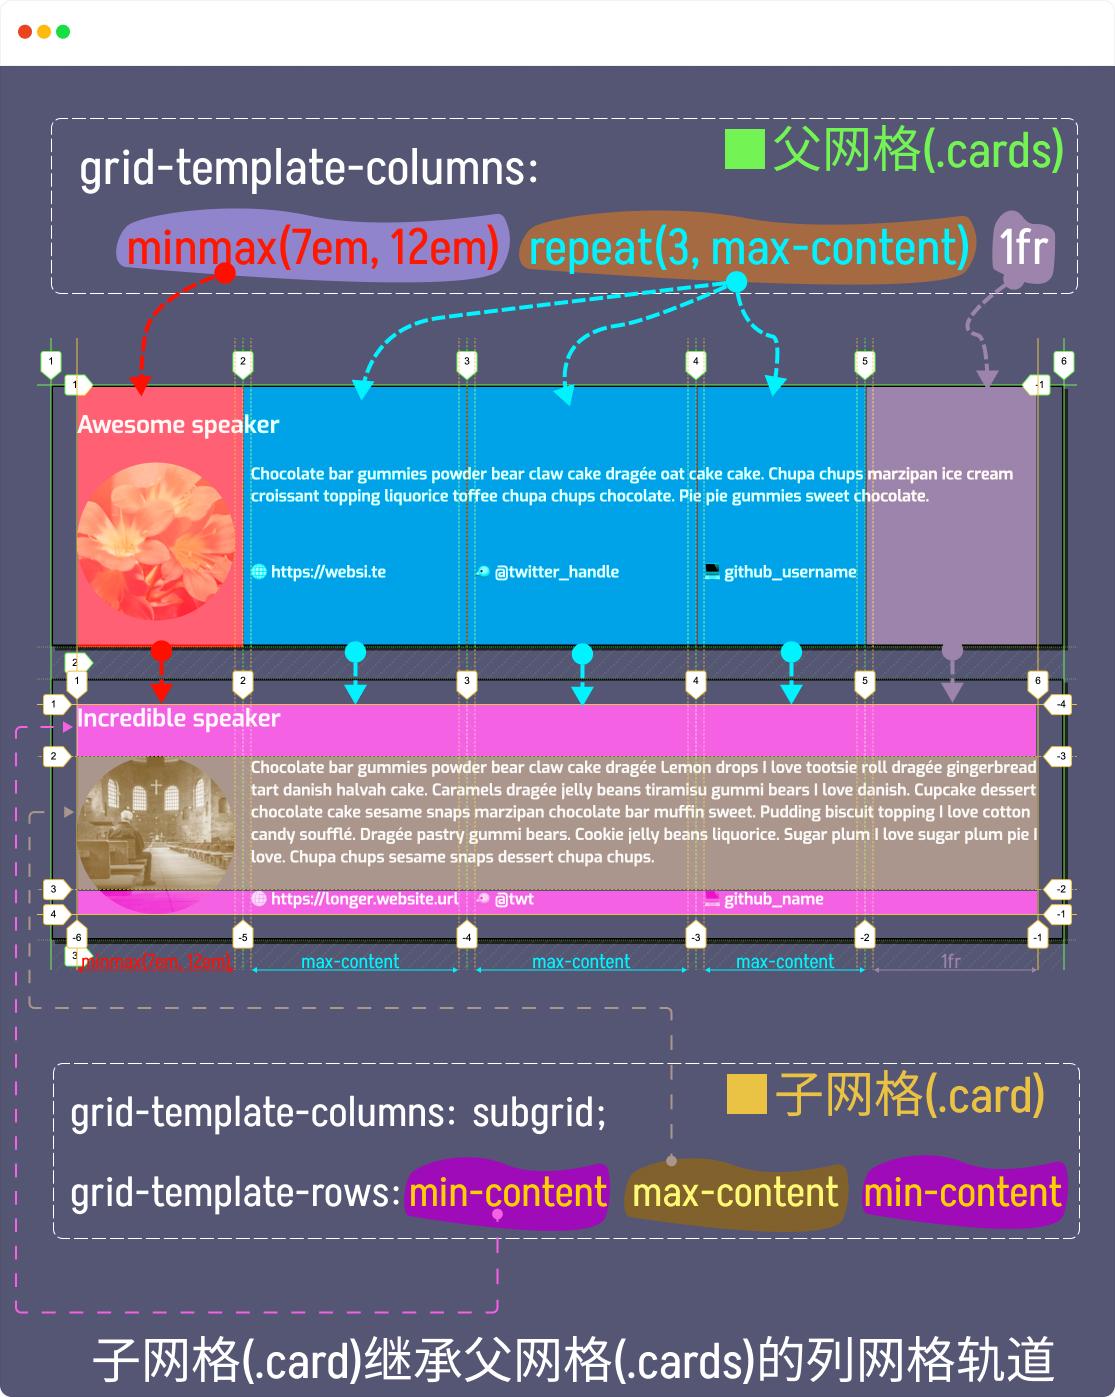 父网格(.cards)
grid-template-columns:
minmax(7em, 12em) repeat(3, max-content) 1fr
1 2 3 4 5 6
1 -1
Awesome speaker
Chocolate bar gummies powder bear claw cake dragée oat cake cake. Chupa chups marzipan ice cream
croissant topping liquorice toffee chupa chups chocolate. Pie pie gummies sweet chocolate.
https://websi.te @twitter_handle github_username
2
1 2 3 4 5 6
1 -4
Incredible speaker
2 -3
Chocolate bar gummies powder bear claw cake dragée Lemon drops I love tootsie roll dragée gingerbread
tart danish halvah cake. Caramels dragée jelly beans tiramisu gummi bears I love danish. Cupcake dessert
chocolate cake sesame snaps marzipan chocolate bar muffin sweet. Pudding biscuit topping I love cotton
candy soufflé. Dragée pastry gummi bears. Cookie jelly beans liquorice. Sugar plum I love sugar plum pie I
love. Chupa chups sesame snaps dessert chupa chups.
3 -2
https://longer.website.url @twt github_name
4 -1
-6 -5 -4 -3 -2 -1
3
minmax(7em, 12em) max-content max-content max-content 1fr
子网格(.card)
grid-template-columns: subgrid;
grid-template-rows: min-content max-content min-content
子网格(.card)继承父网格(.cards)的列网格轨道